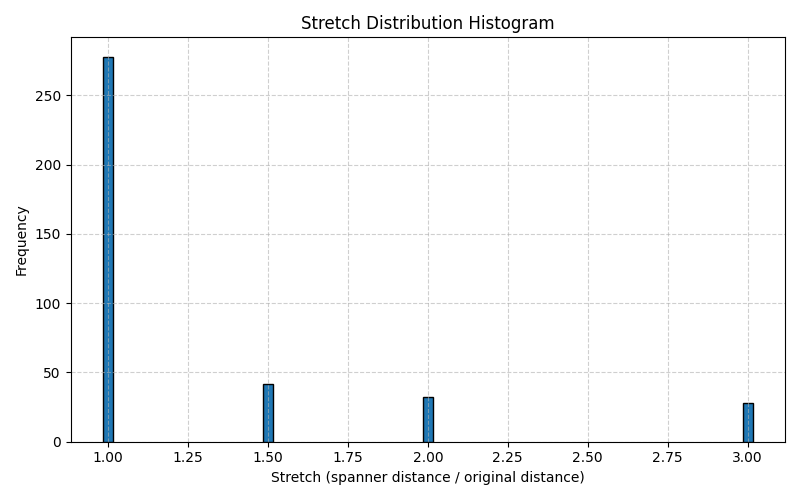 Stretch Distribution Histogram
Frequency
250
200
150
100
50
0
1.00 1.25 1.50 1.75 2.00 2.25 2.50 2.75 3.00
Stretch (spanner distance / original distance)